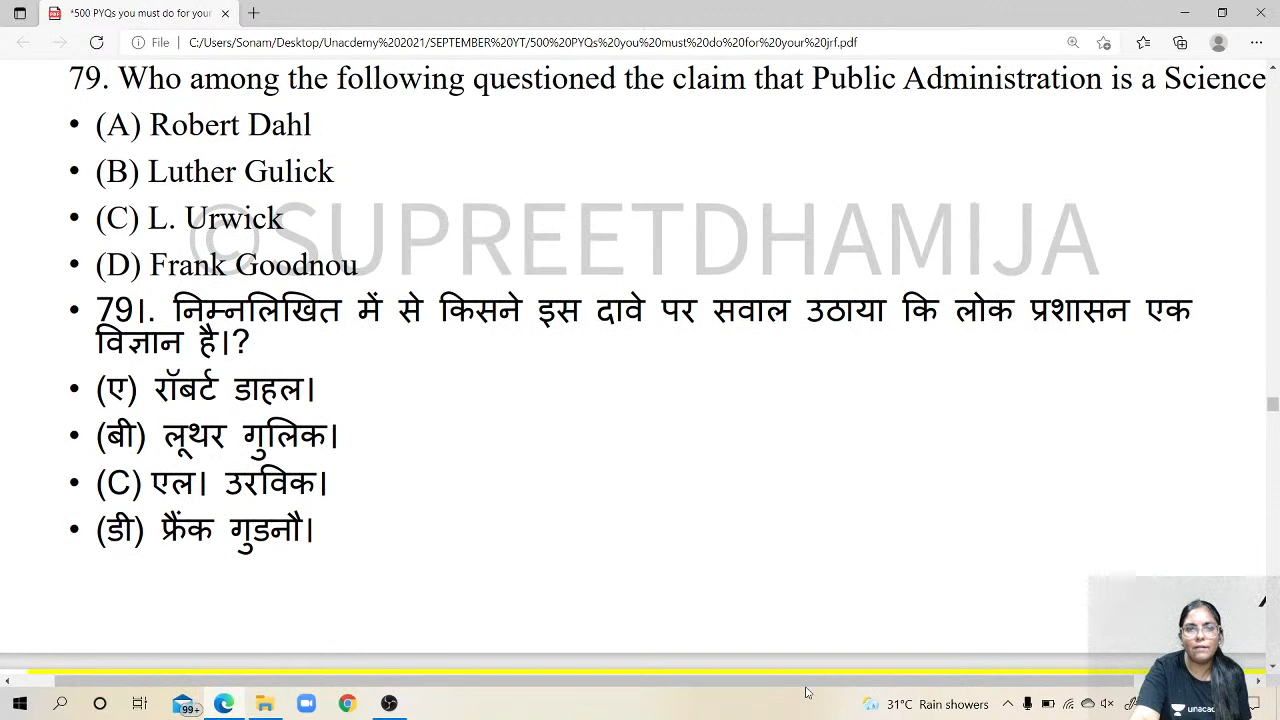 *500 PYQs you must do for your
File | C:/Users/Sonam/Desktop/Unacdemy%202021/SEPTEMBER%20YT/500%20PYQs%20you%20must%20do%20for%20your%20jrf.pdf
79. Who among the following questioned the claim that Public Administration is a Science
• (A) Robert Dahl
• (B) Luther Gulick
• (C) L. Urwick
©SUPREETDHAMIJA
• (D) Frank Goodnou
• 79|. निम्नलिखित में से किसने इस दावे पर सवाल उठाया कि लोक प्रशासन एक
विज्ञान है।?
• (ए) रॉबर्ट डाहल।
• (बी) लूथर गुलिक।
• (C) एल। उरविक।
• (डी) फ्रैंक गुडनौ।
99+
31°C Rain showers